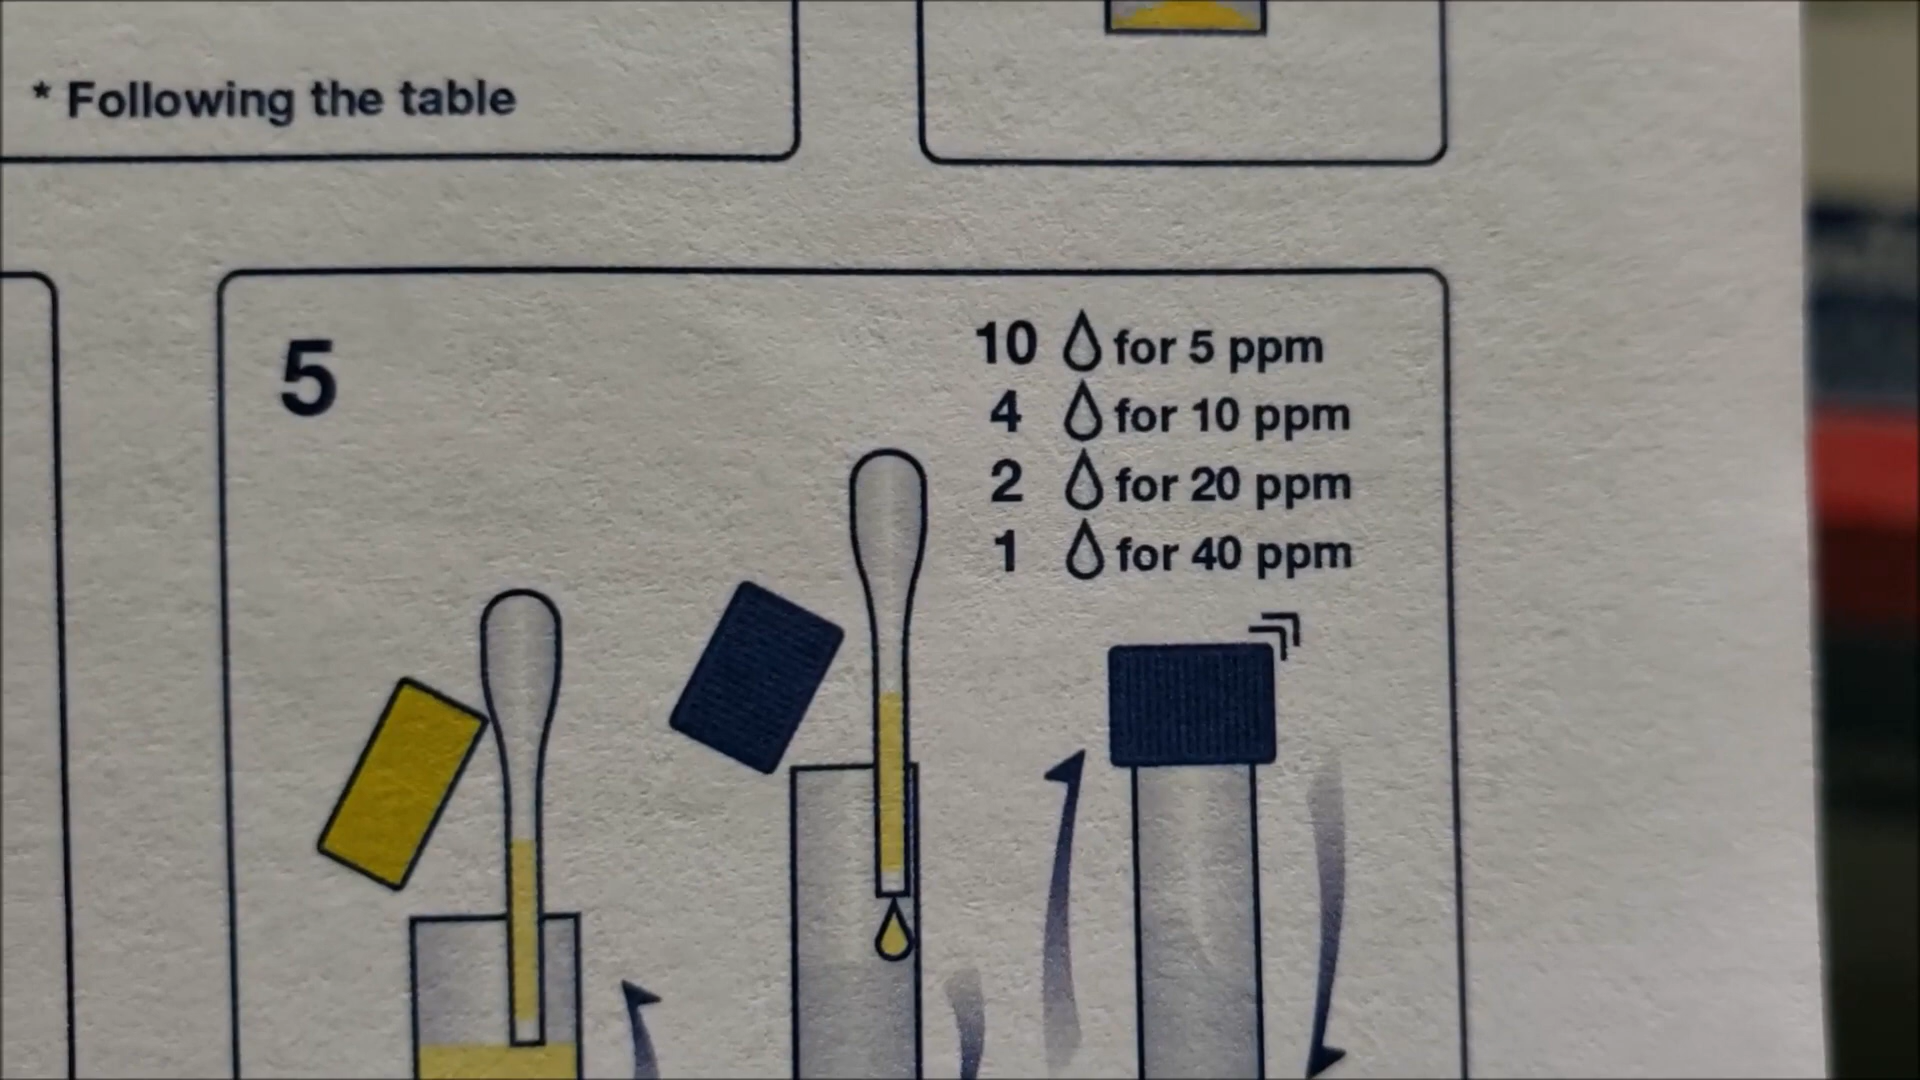 * Following the table
5
10 for 5 ppm
4 for 10 ppm
2 for 20 ppm
1 for 40 ppm